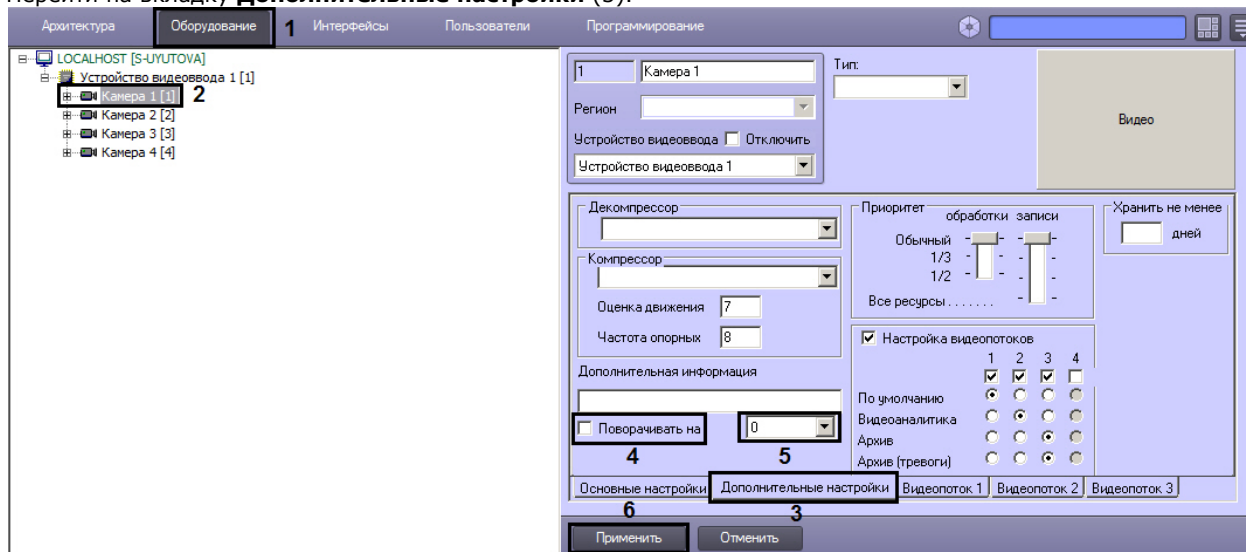 перейти на вкладку Дополнительные настройки (3).
Архитектура Оборудование 1 Интерфейсы Пользователи Программирование
LOCALHOST [S-UYUTOVA]
Устройство видеоввода 1 [1]
Камера 1 [1] 2
Камера 2 [2]
Камера 3 [3]
Камера 4 [4]
1 Камера 1
Тип:
Регион
Устройство видеоввода Отключить
Устройство видеоввода 1
Видео
Декомпрессор
Компрессор
Оценка движения 7
Частота опорных 8
Дополнительная информация
Поворачивать на 0
4 5
Приоритет
обработки записи
Обычный
1/3
1/2
Все ресурсы . . . . . . .
Хранить не менее
дней
Настройка видеопотоков
1 2 3 4
По умолчанию
Видеоаналитика
Архив
Архив (тревоги)
Основные настройки Дополнительные настройки Видеопоток 1 Видеопоток 2 Видеопоток 3
6 3
Применить Отменить